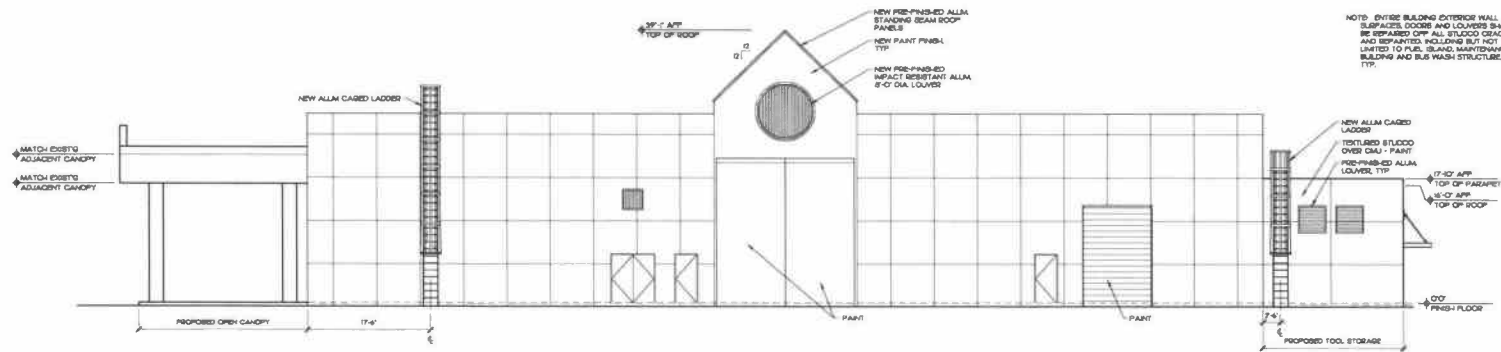 39'-1" AFF
TOP OF ROOF
12
12
NEW PRE-FINISHED ALUM.
STANDING SEAM ROOF
PANELS
NEW PAINT FINISH,
TYP
NEW PRE-FINISHED
IMPACT RESISTANT ALUM.
8'-0" DIA. LOUVER
NOTE: ENTIRE BUILDING EXTERIOR WALL
SURFACES, DOORS AND LOUVERS
BE REPAIRED OFF ALL STUCCO
AND REPAINTED. INCLUDING BUT NOT
LIMITED TO FUEL ISLAND, MAINTENANCE
BUILDING AND BUS WASH STRUCTURE,
TYP.
NEW ALUM CAGED LADDER
NEW ALUM CAGED
LADDER
TEXTURED STUCCO
OVER CMU - PAINT
PRE-FINISHED ALUM.
LOUVER, TYP
MATCH EXIST'G
ADJACENT CANOPY
MATCH EXIST'G
ADJACENT CANOPY
17'-10" AFF
TOP OF PARAPET
16'-0" AFF
TOP OF ROOF
0'0"
FINISH FLOOR
PROPOSED OPEN CANOPY
17'-6"
PAINT
PAINT
7'-6"
PROPOSED TOOL STORAGE